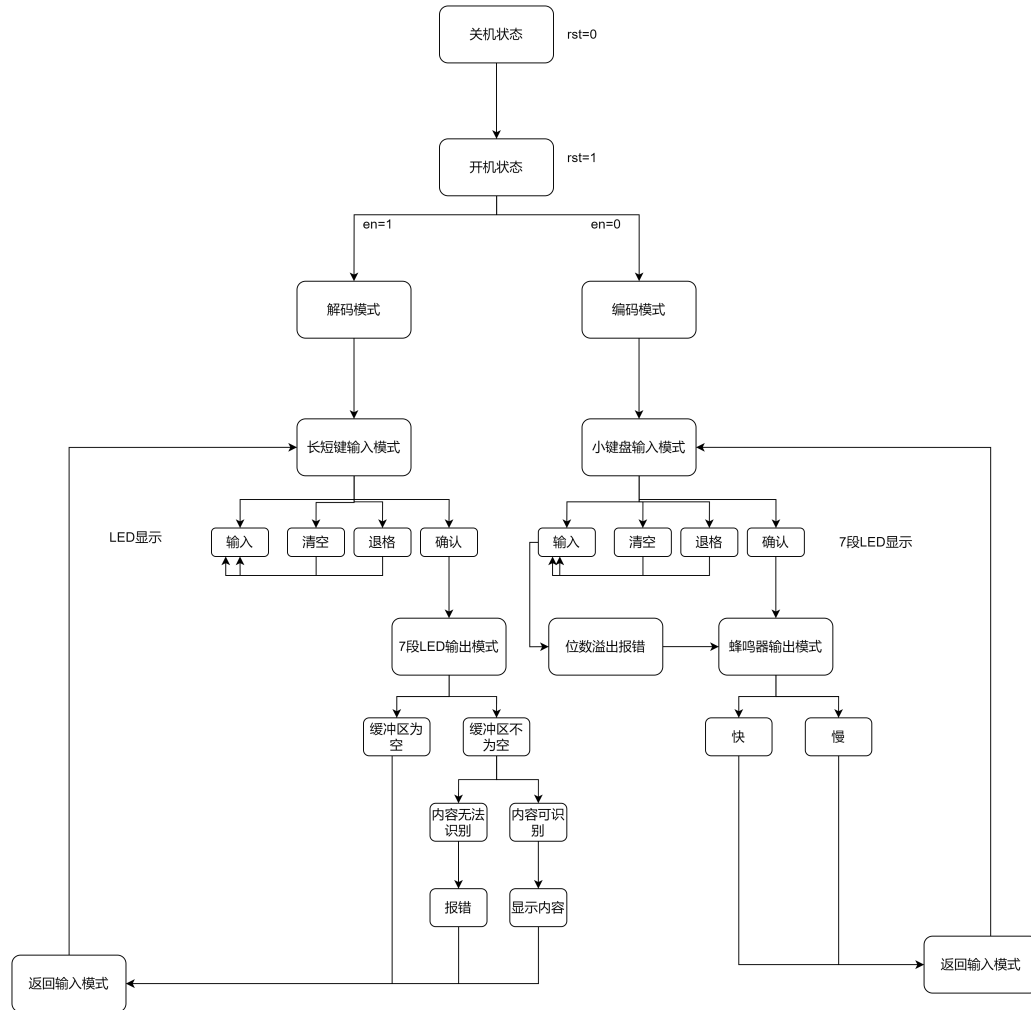 关机状态
rst=0
开机状态
rst=1
en=1
en=0
解码模式
编码模式
长短键输入模式
小键盘输入模式
LED显示
输入
清空
退格
确认
输入
清空
退格
确认
7段LED显示
7段LED输出模式
位数溢出报错
蜂鸣器输出模式
缓冲区为
空
缓冲区不
为空
快
慢
内容无法
识别
内容可识
别
报错
显示内容
返回输入模式
返回输入模式